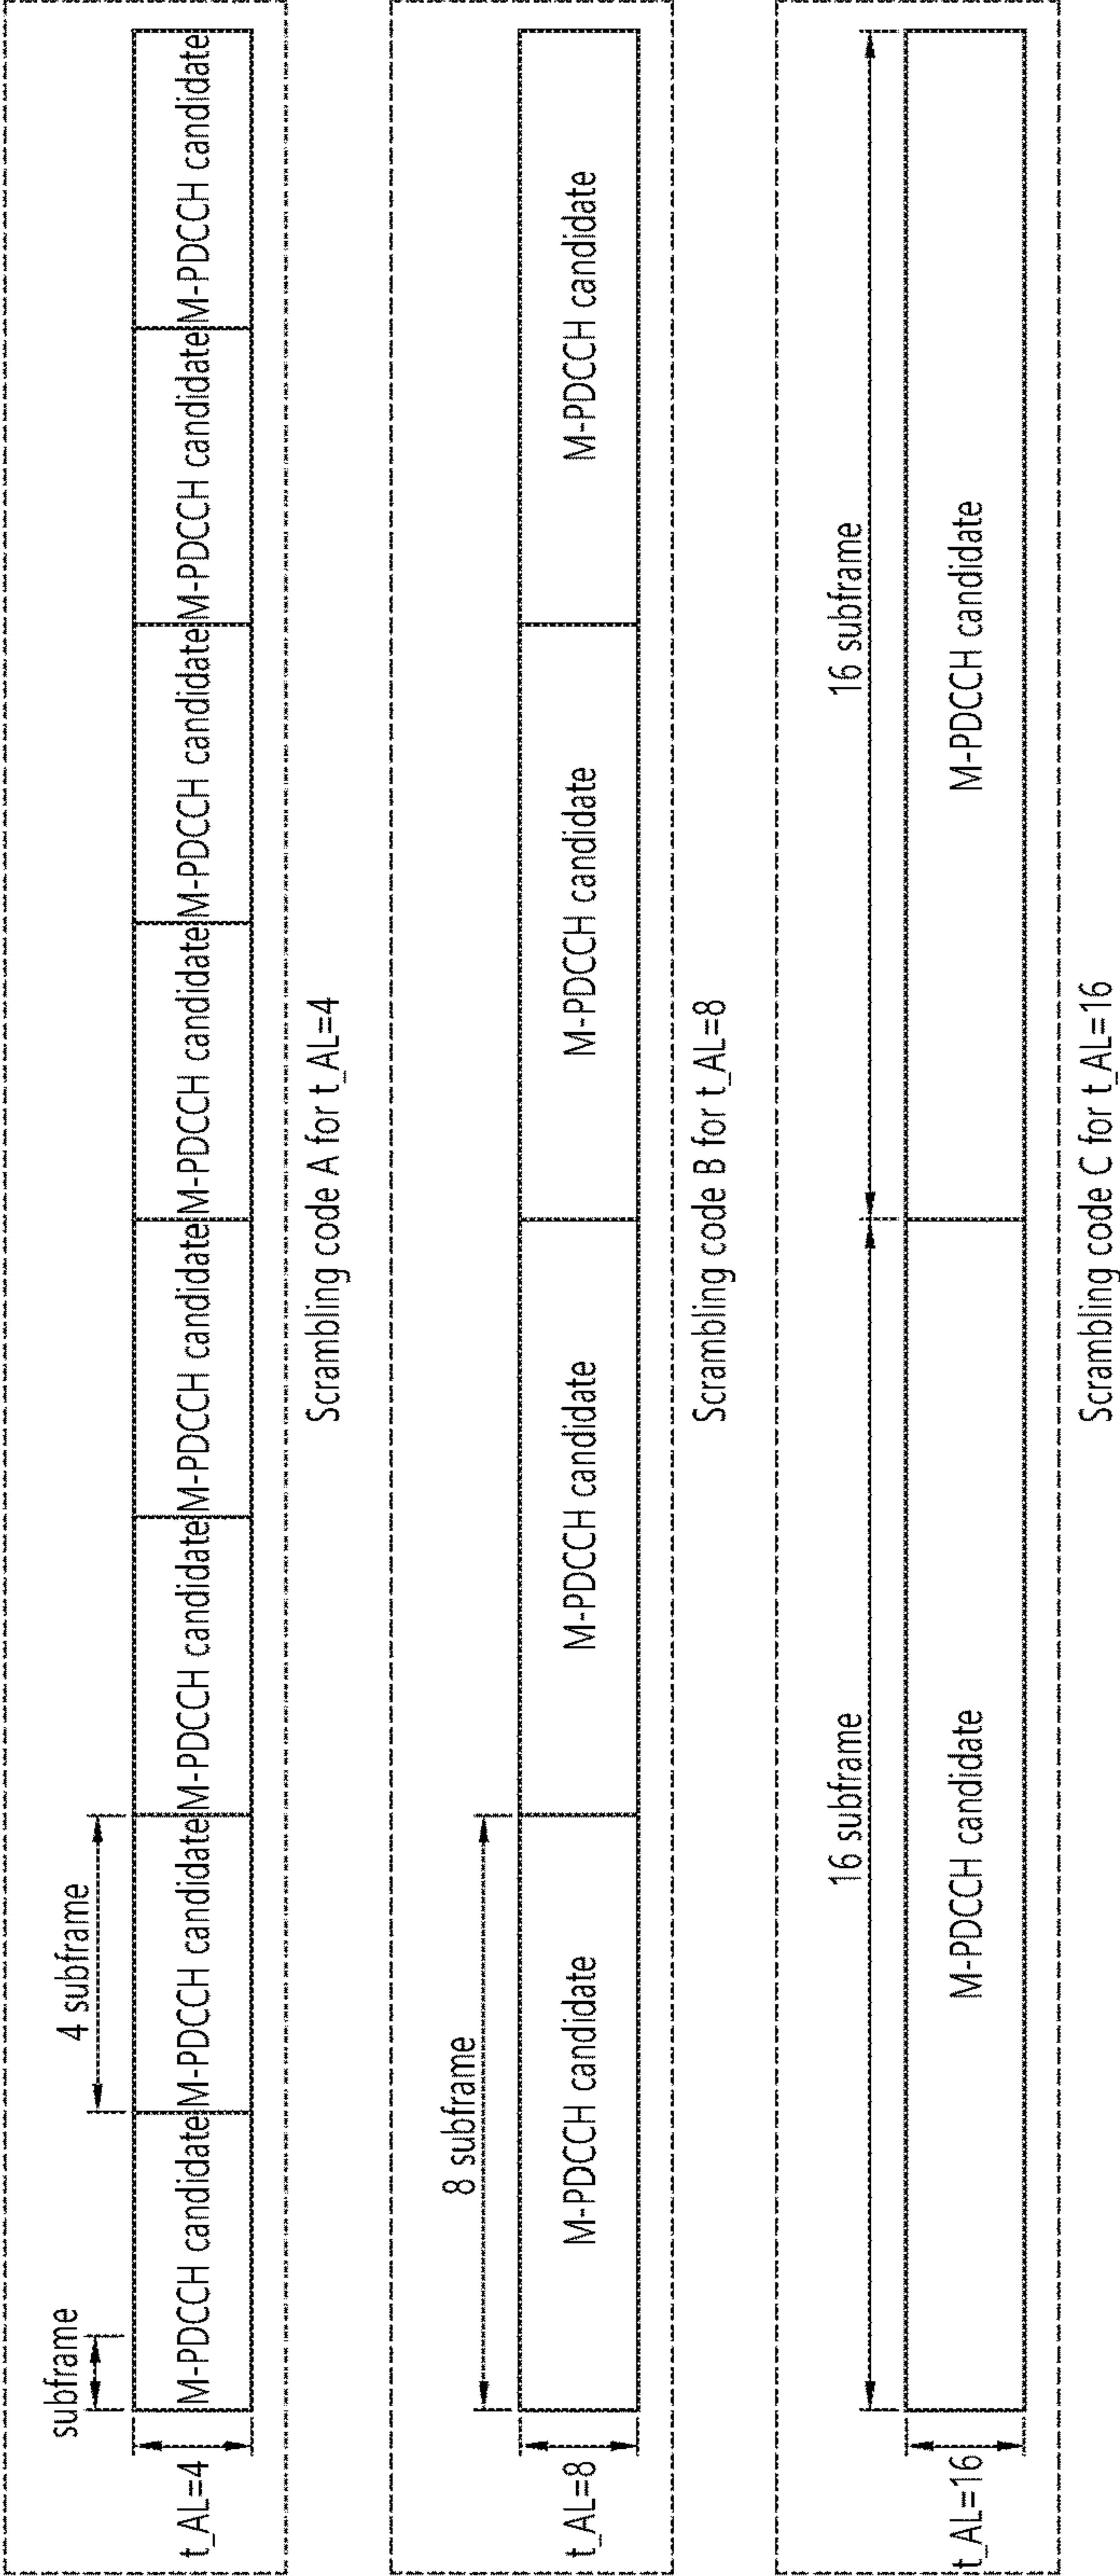 subframe
4 subframe
t_AL=4
M-PDCCH candidate
M-PDCCH candidate
M-PDCCH candidate
M-PDCCH candidate
M-PDCCH candidate
M-PDCCH candidate
M-PDCCH candidate
M-PDCCH candidate
Scrambling code A for t_AL=4
8 subframe
t_AL=8
M-PDCCH candidate
M-PDCCH candidate
M-PDCCH candidate
M-PDCCH candidate
Scrambling code B for t_AL=8
16 subframe
16 subframe
t_AL=16
M-PDCCH candidate
M-PDCCH candidate
Scrambling code C for t_AL=16